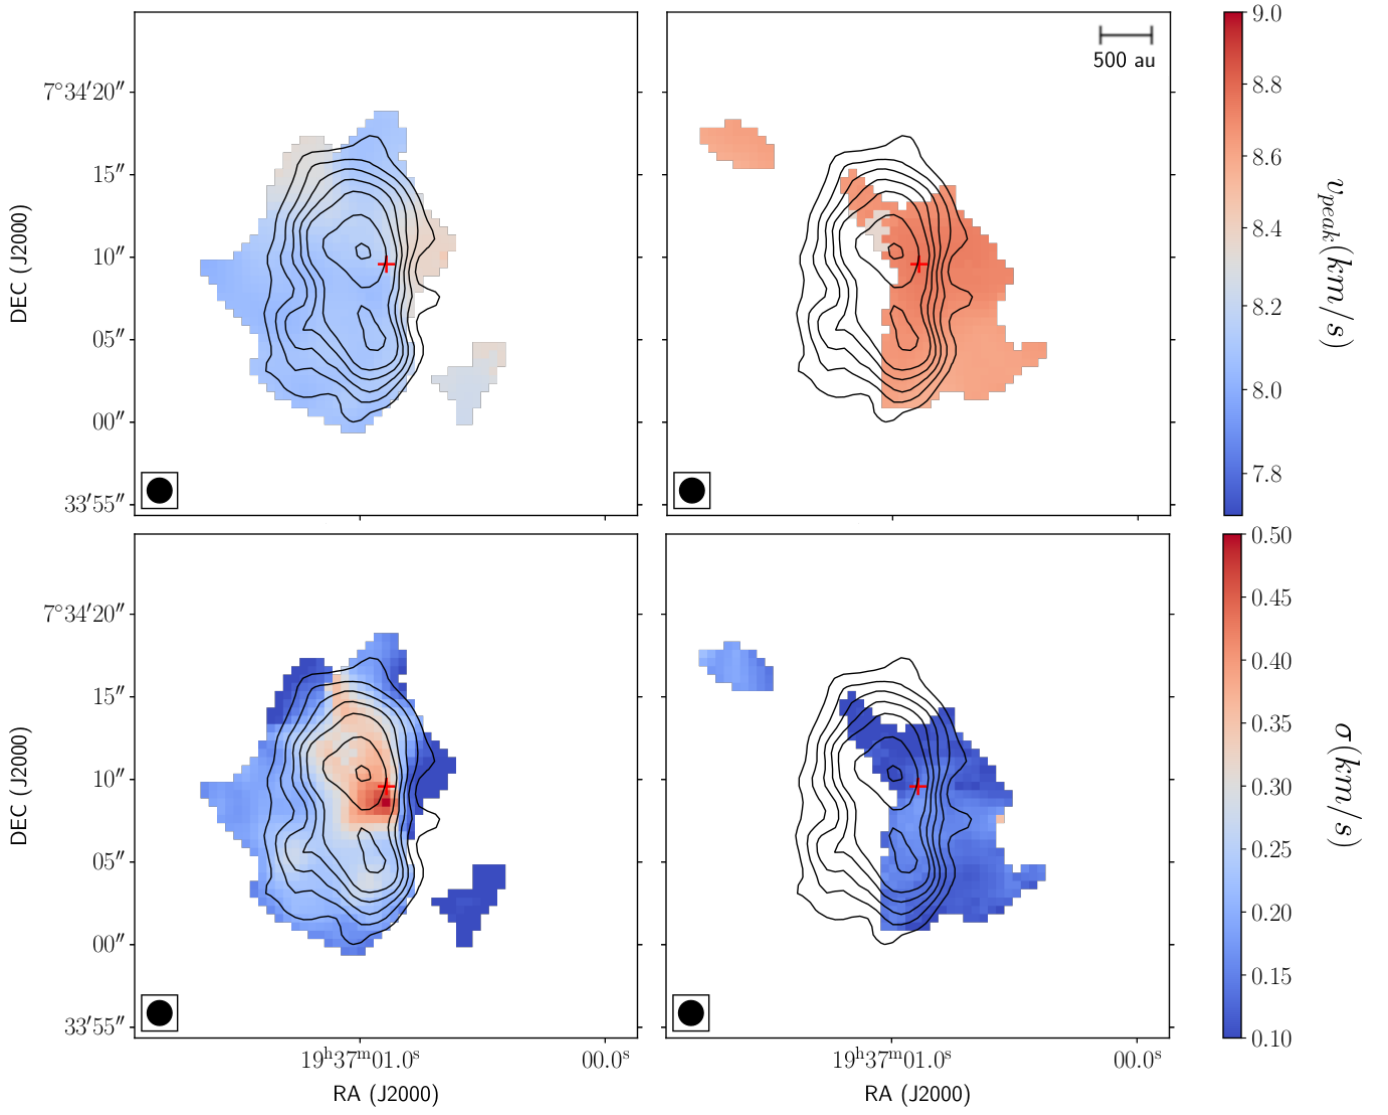 500 au
7°34′20″
15″
10″
05″
00″
33′55″
DEC (J2000)
9.0
8.8
8.6
8.4
8.2
8.0
7.8
υpeak(km/s)
7°34′20″
15″
10″
05″
00″
33′55″
DEC (J2000)
19h37m01.0s
00.0s
RA (J2000)
19h37m01.0s
00.0s
RA (J2000)
0.50
0.45
0.40
0.35
0.30
0.25
0.20
0.15
0.10
σ(km/s)